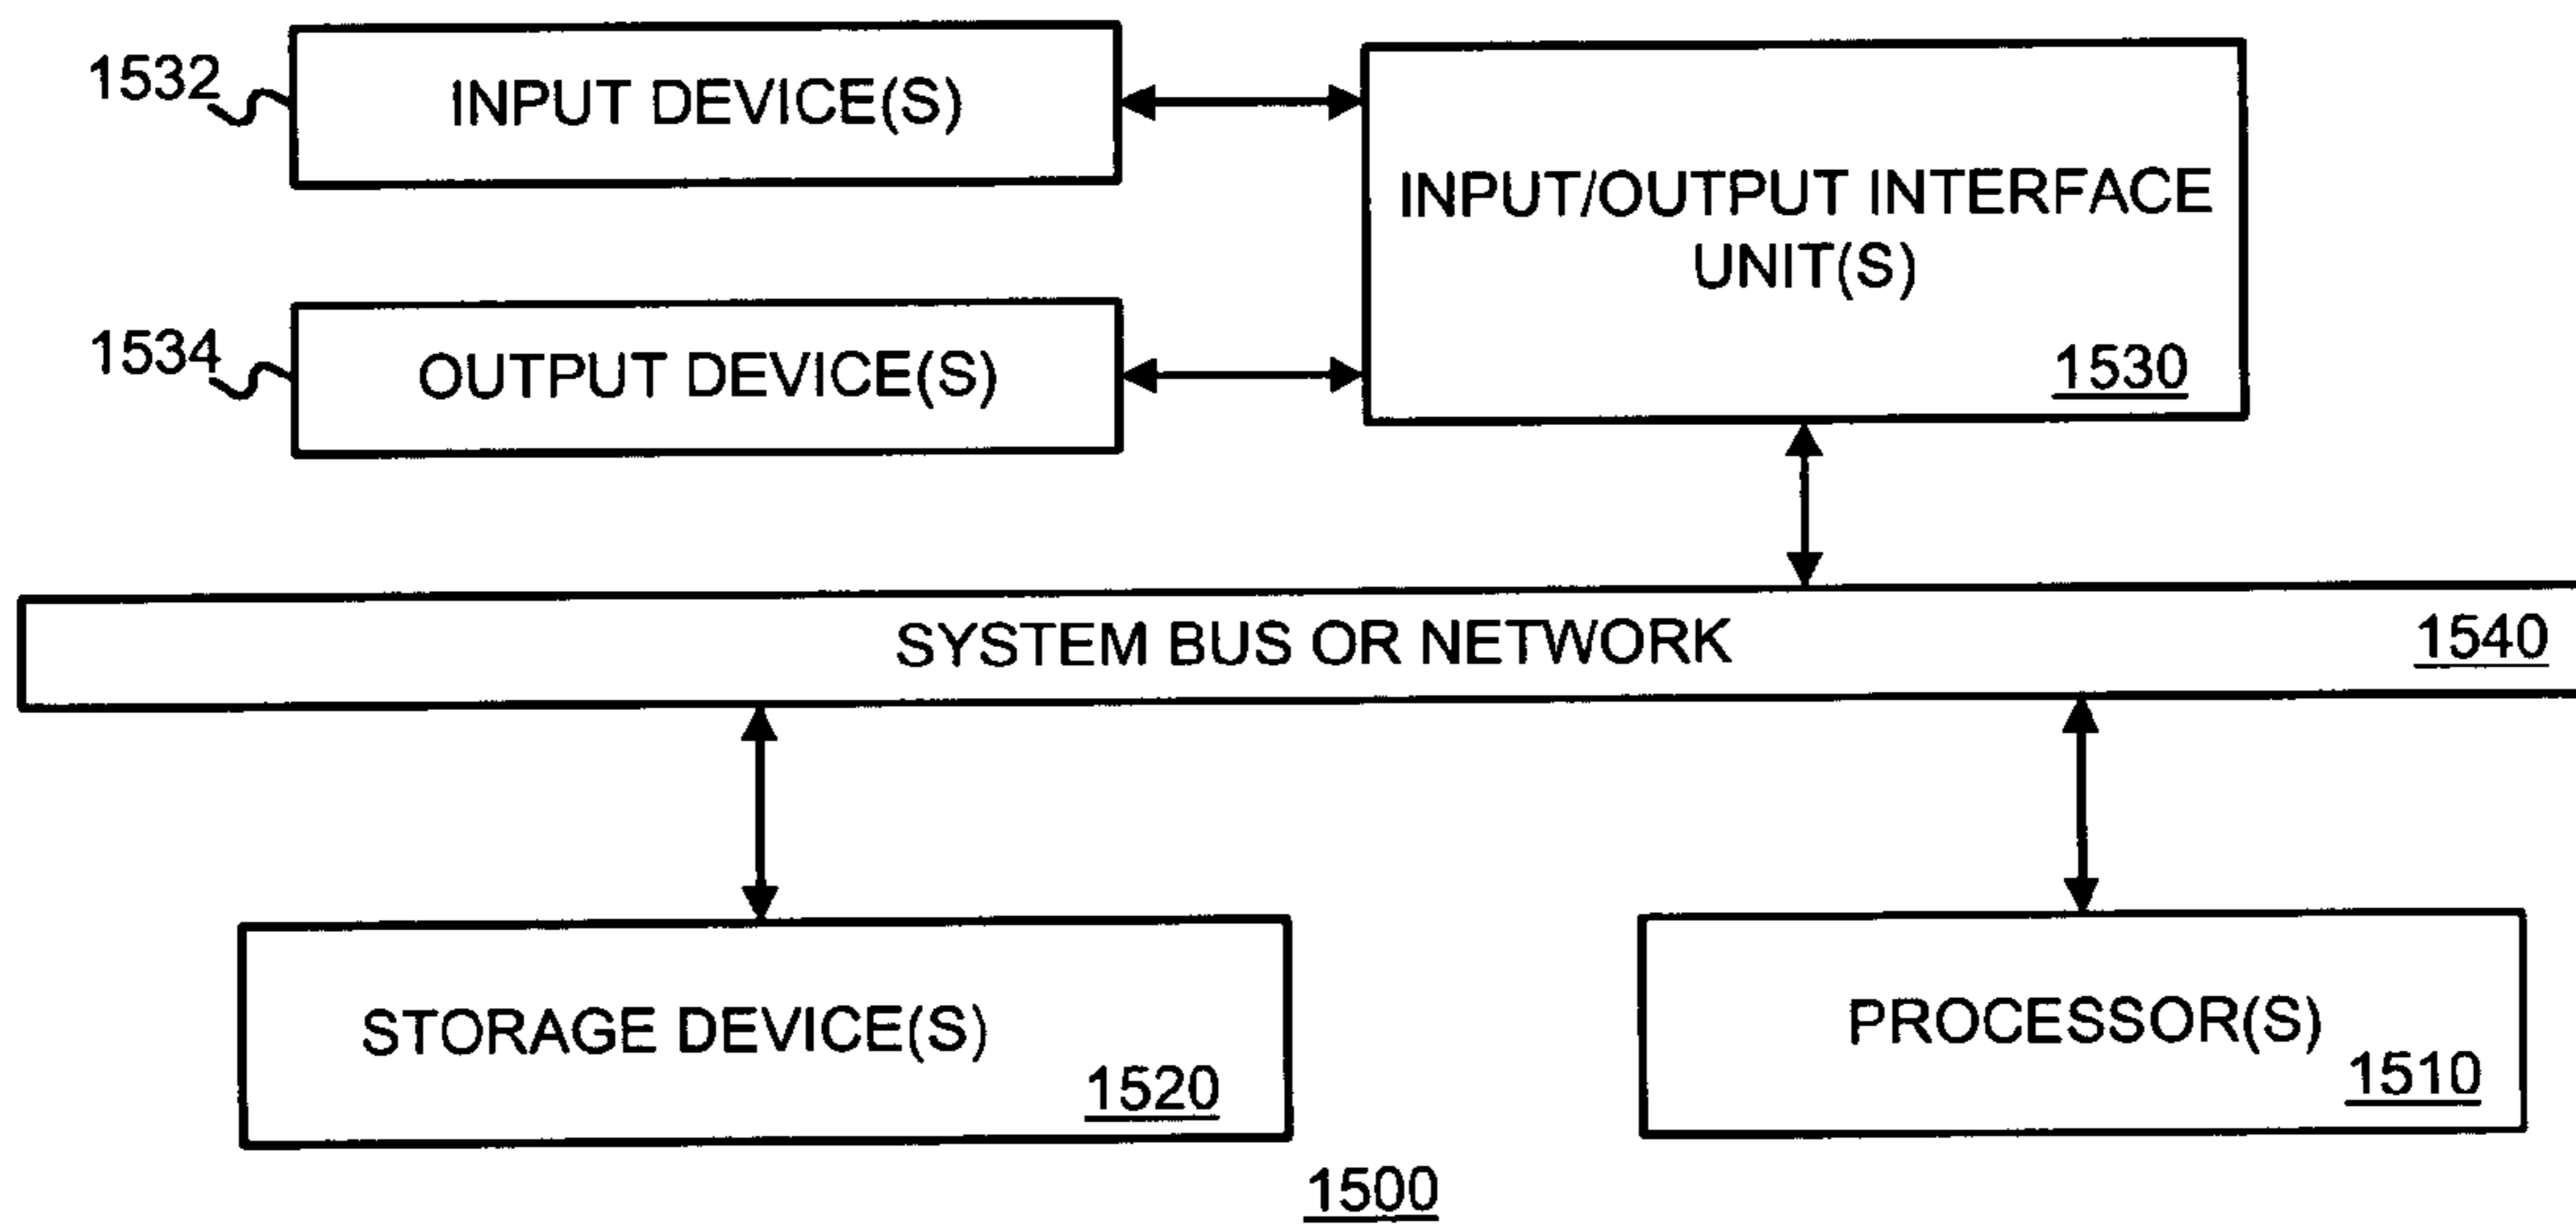 1532
INPUT DEVICE(S)
INPUT/OUTPUT INTERFACE
UNIT(S)
1530
1534
OUTPUT DEVICE(S)
SYSTEM BUS OR NETWORK
1540
STORAGE DEVICE(S)
1520
PROCESSOR(S)
1510
1500